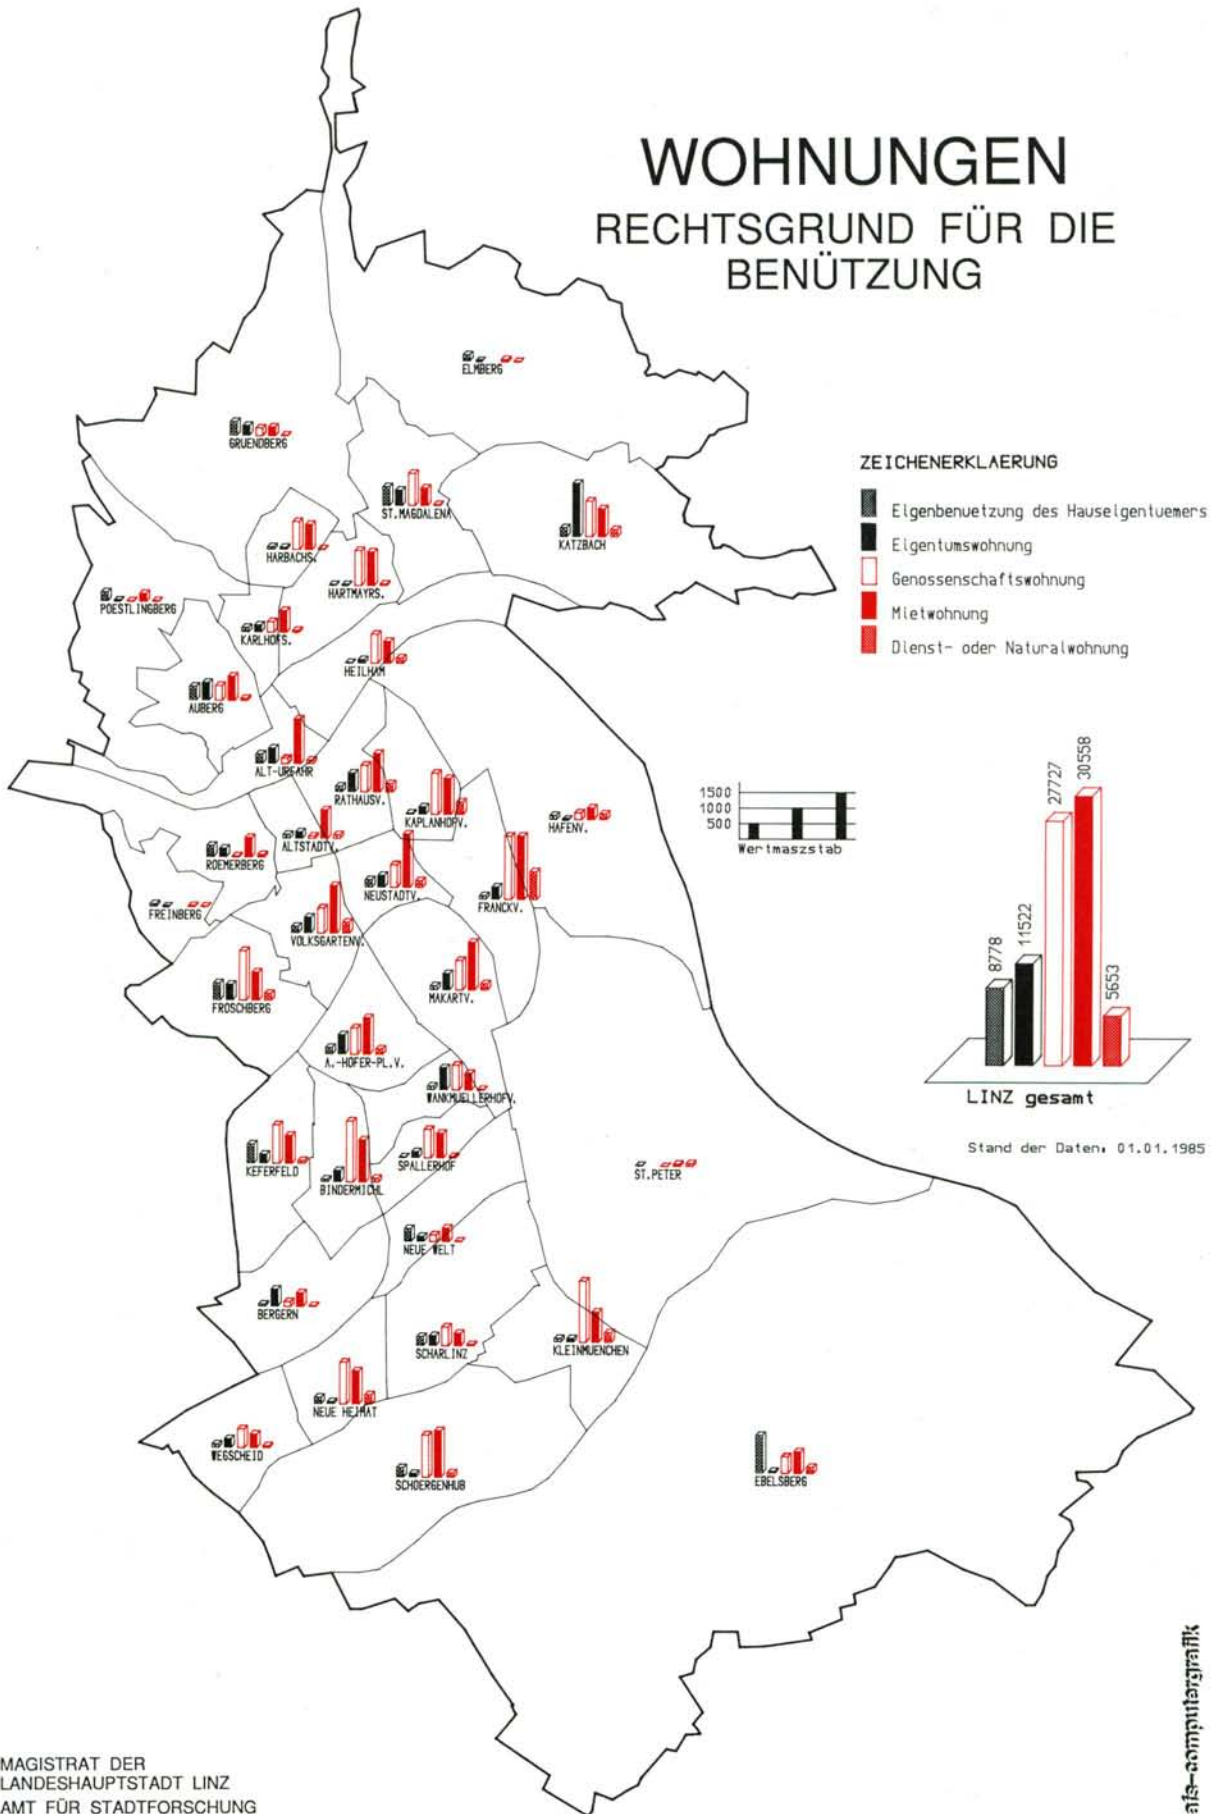 WOHNUNGEN
RECHTSGRUND FÜR DIE
BENÜTZUNG
ELMBERG
GRUENDBERG
ZEICHENERKLAERUNG
Eigenbenuetzung des Hauseigentuemers
Eigentumswohnung
Genossenschaftswohnung
Mietwohnung
Dienst- oder Naturalwohnung
ST.MAGDALENA
KATZBACH
HARBACHS.
HARTMAYRS.
POESTLINGBERG
KARLHOFS.
HEILHAM
AUBERG
ALT-URFAHR
RATHAUSV.
KAPLANHOFV.
HAFENV.
1500
1000
500
Wertmaszstab
ALTSTADTV.
ROEMERBERG
NEUSTADTV.
FRANCKV.
FREINBERG
VOLKSGARTENV.
FROSCHBERG
MAKARTV.
8778
11522
27727
30558
5653
LINZ gesamt
A.-HOFER-PL.V.
WANKMUELLERHOFV.
Stand der Daten: 01.01.1985
KEFERFELD
BINDERMICHL
SPALLERHOF
ST.PETER
NEUE WELT
BERGERN
SCHARLINZ
KLEINMUENCHEN
NEUE HEIMAT
WEGSCHEID
SCHOERGENHUB
EBELSBERG
MAGISTRAT DER
LANDESHAUPTSTADT LINZ
AMT FÜR STADTFORSCHUNG
afs-computergrafik